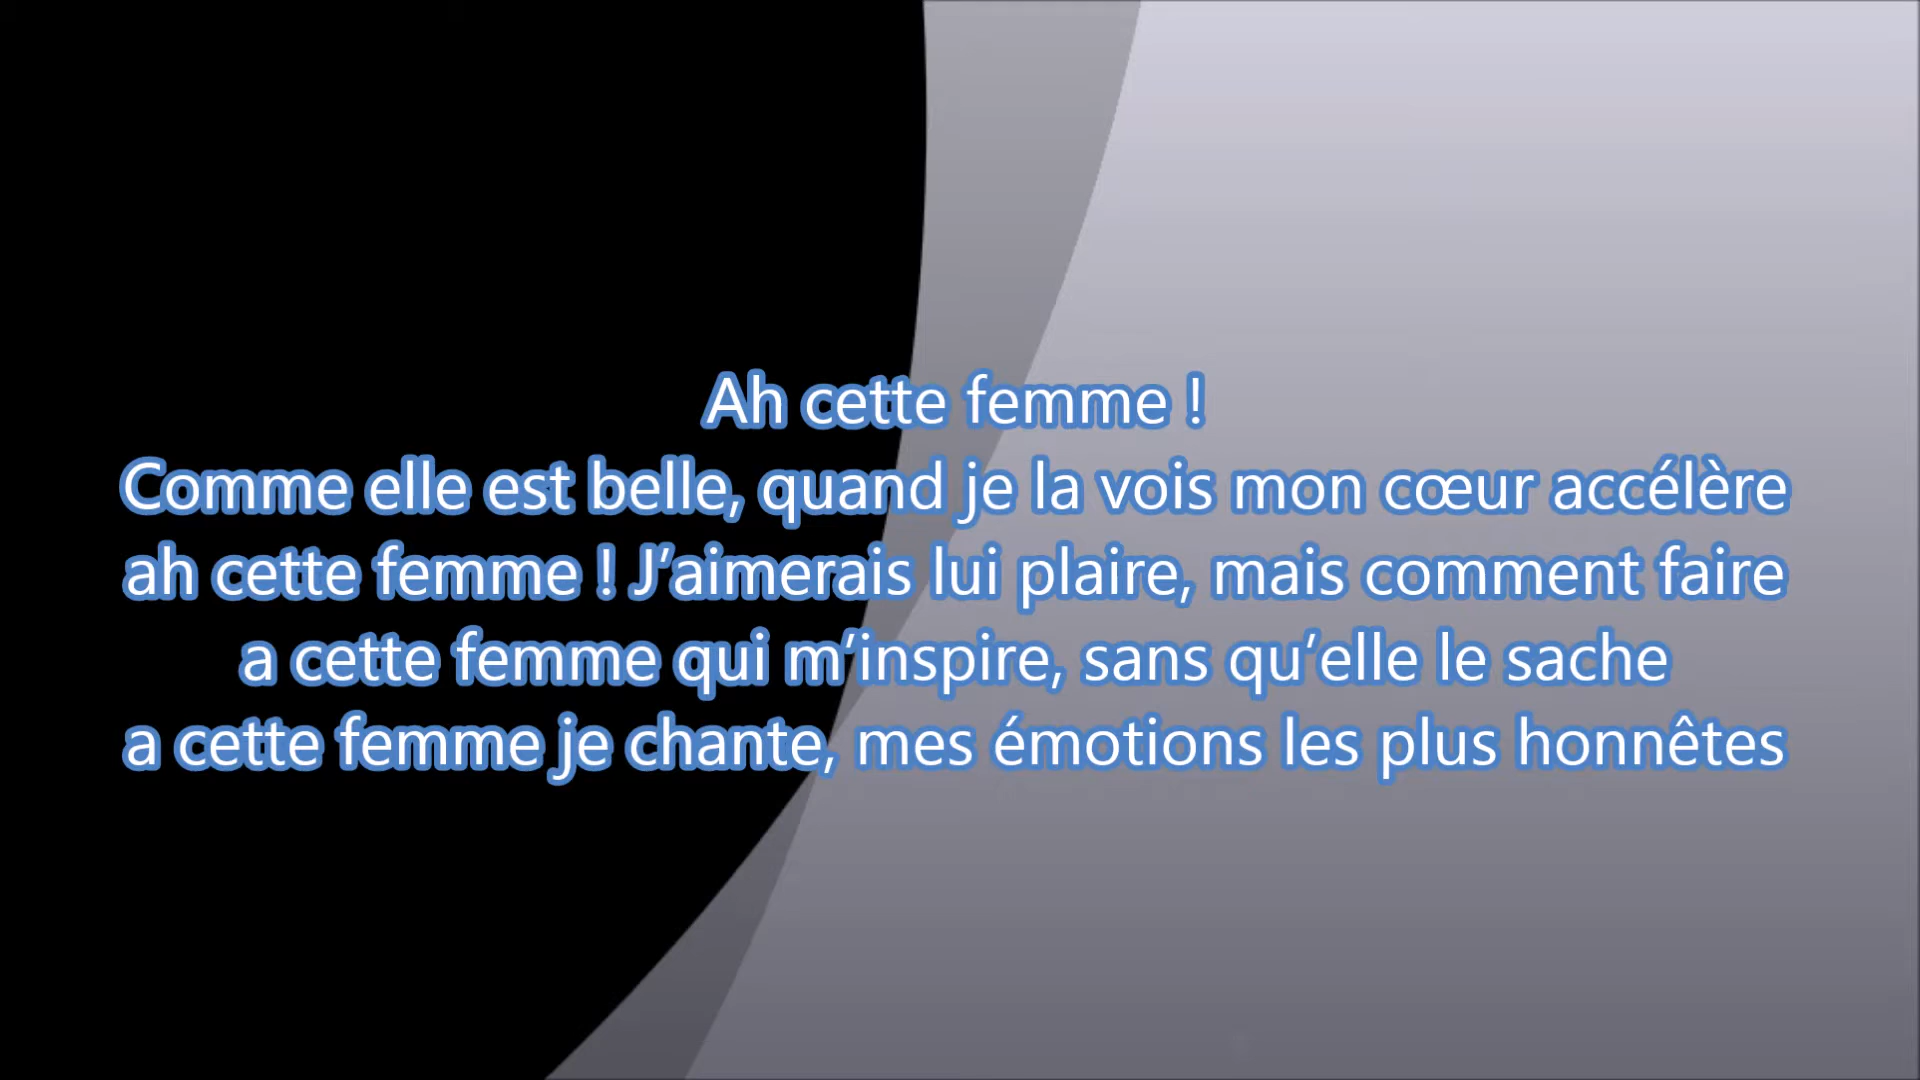 Ah cette femme !
Comme elle est belle, quand je la vois mon cœur accélère
ah cette femme ! J’aimerais lui plaire, mais comment faire
a cette femme qui m’inspire, sans qu’elle le sache
a cette femme je chante, mes émotions les plus honnêtes